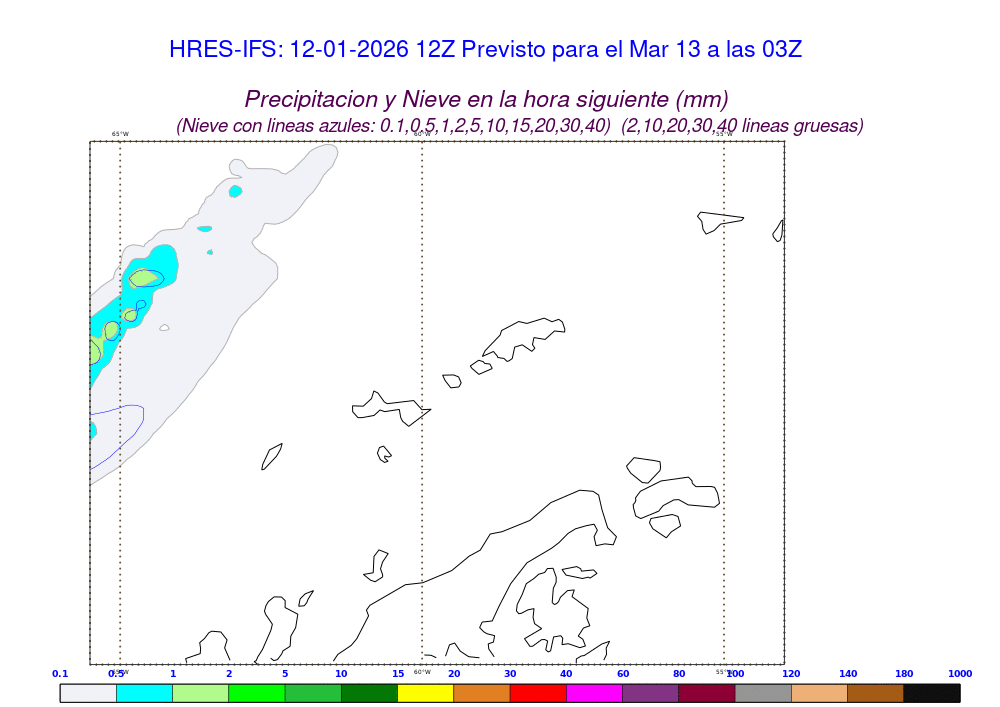 HRES-IFS: 12-01-2026 12Z Previsto para el Mar 13 a las 03Z
Precipitacion y Nieve en la hora siguiente (mm)
(Nieve con lineas azules: 0.1,0.5,1,2,5,10,15,20,30,40)  (2,10,20,30,40 lineas gruesas)
65°W 60°W 55°W
65°W 60°W 55°W
0.1 0.5 1 2 5 10 15 20 30 40 60 80 100 120 140 180 1000